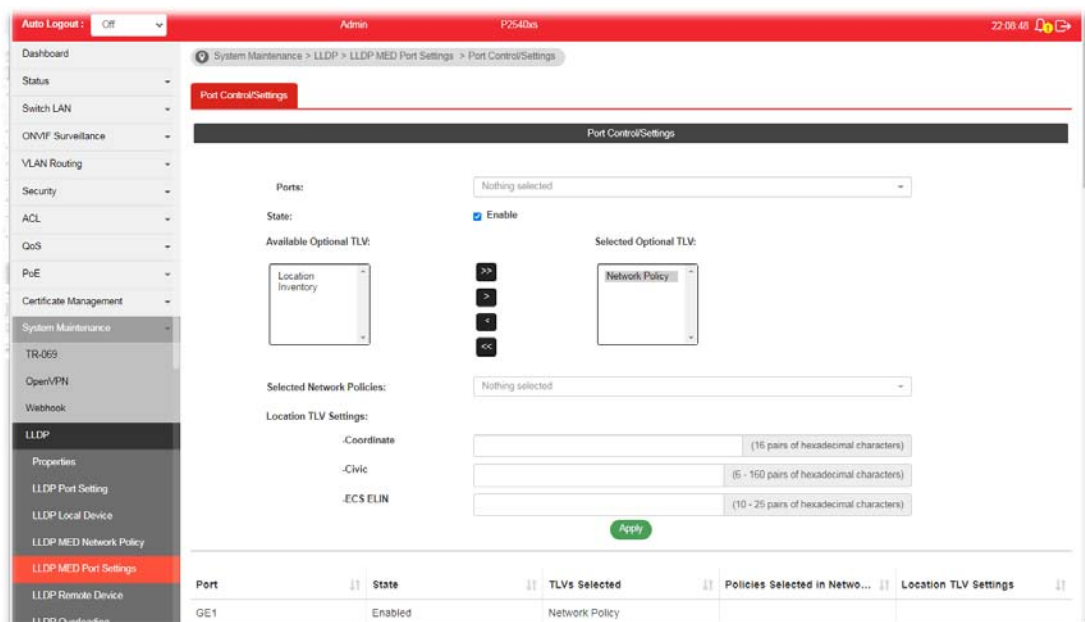 Auto Logout : Off Admin P2540xs 22:08:48
Dashboard
Status
Switch LAN
ONVIF Surveillance
VLAN Routing
Security
ACL
QoS
PoE
Certificate Management
System Maintenance
TR-069
OpenVPN
Webhook
LLDP
Properties
LLDP Port Setting
LLDP Local Device
LLDP MED Network Policy
LLDP MED Port Settings
LLDP Remote Device
LLDP Overloading
System Maintenance > LLDP > LLDP MED Port Settings > Port Control/Settings
Port Control/Settings
Port Control/Settings
Ports: Nothing selected
State: Enable
Available Optional TLV: Selected Optional TLV:
Location >> Network Policy
Inventory
>
<
<<
Selected Network Policies: Nothing selected
Location TLV Settings:
-Coordinate (16 pairs of hexadecimal characters)
-Civic (6 - 160 pairs of hexadecimal characters)
-ECS ELIN (10 - 25 pairs of hexadecimal characters)
Apply
Port State TLVs Selected Policies Selected in Netwo... Location TLV Settings
GE1 Enabled Network Policy